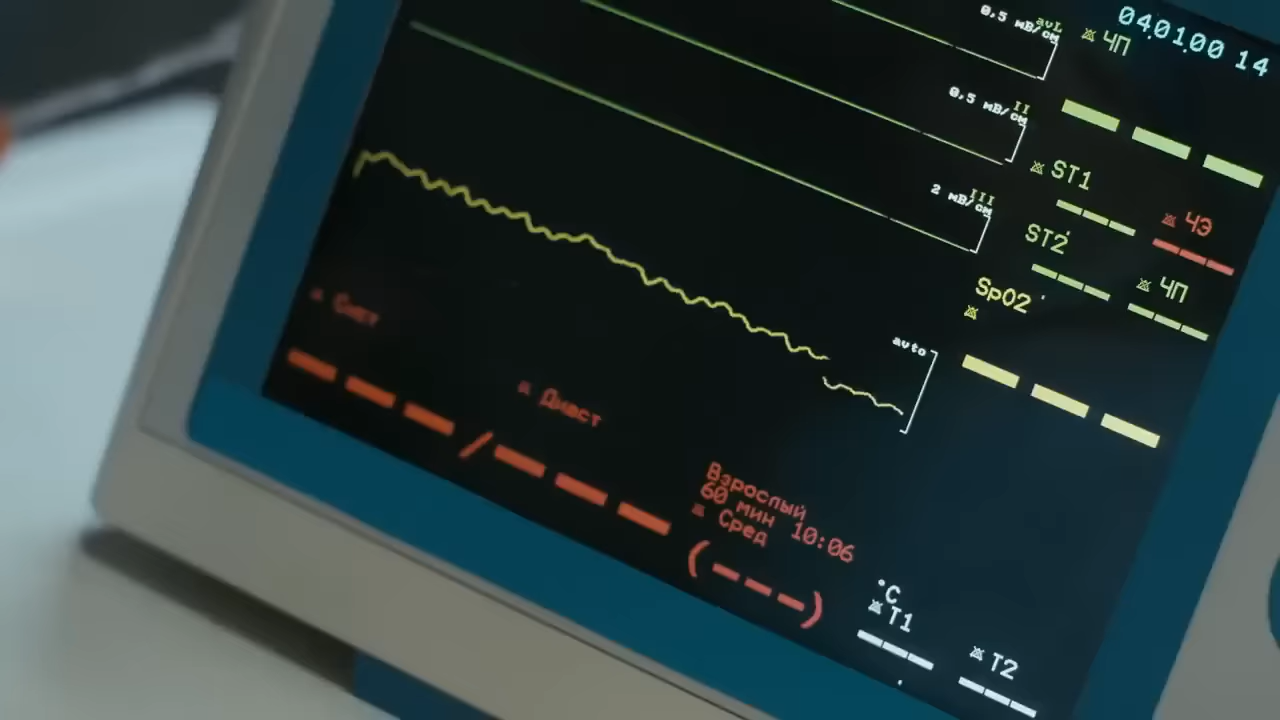 04.01.00 14
avL
0.5 мВ/см
ЧП
II
0.5 мВ/см
ST1
III
2 мВ/см
ЧЭ
ST2
ЧП
SpO2
auto
Сист
--- / ---
Диаст
Взрослый
60 мин 10:06
Сред
(---)
°C
T1
---
T2
---